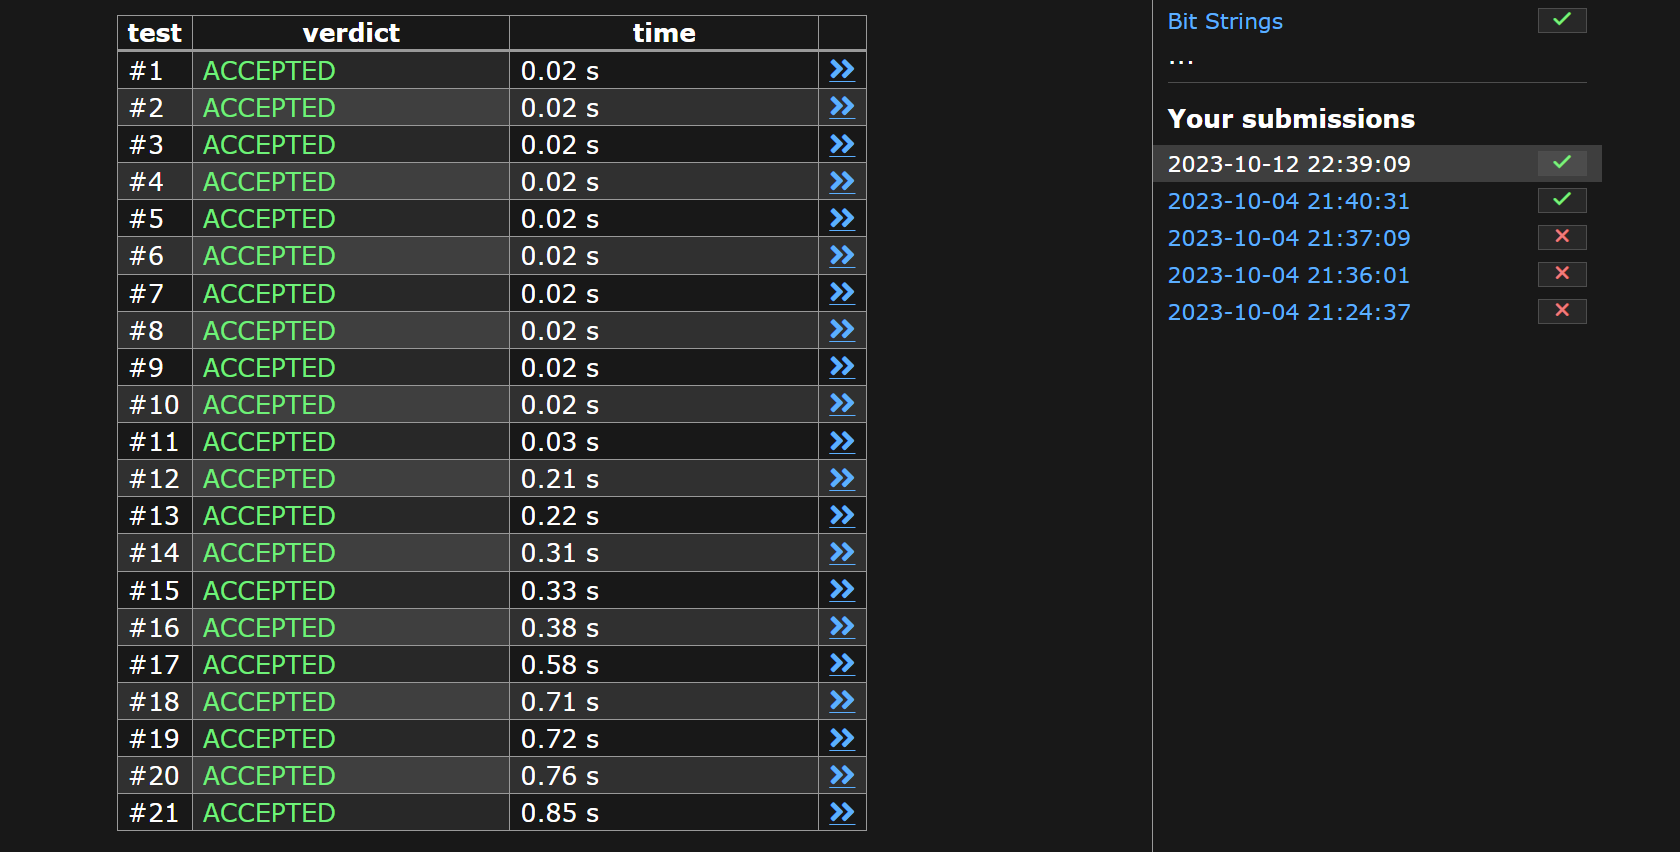 test verdict time
#1 ACCEPTED 0.02 s
#2 ACCEPTED 0.02 s
#3 ACCEPTED 0.02 s
#4 ACCEPTED 0.02 s
#5 ACCEPTED 0.02 s
#6 ACCEPTED 0.02 s
#7 ACCEPTED 0.02 s
#8 ACCEPTED 0.02 s
#9 ACCEPTED 0.02 s
#10 ACCEPTED 0.02 s
#11 ACCEPTED 0.03 s
#12 ACCEPTED 0.21 s
#13 ACCEPTED 0.22 s
#14 ACCEPTED 0.31 s
#15 ACCEPTED 0.33 s
#16 ACCEPTED 0.38 s
#17 ACCEPTED 0.58 s
#18 ACCEPTED 0.71 s
#19 ACCEPTED 0.72 s
#20 ACCEPTED 0.76 s
#21 ACCEPTED 0.85 s
Bit Strings
...
Your submissions
2023-10-12 22:39:09
2023-10-04 21:40:31
2023-10-04 21:37:09
2023-10-04 21:36:01
2023-10-04 21:24:37